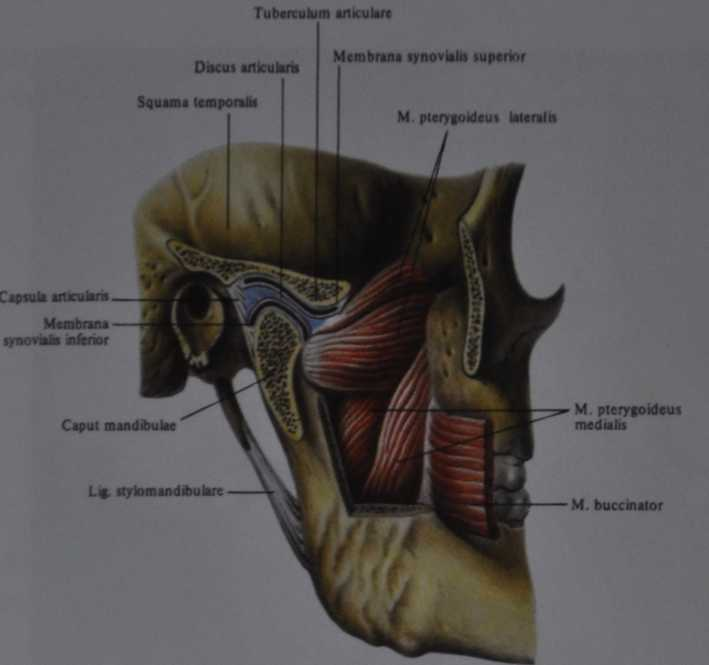 Tuberculum articulare
Membrana synovialis superior
Discus articularis
Squama temporalis
M. pterygoideus lateralis
Capsula articularis
Membrana
synovialis inferior
Caput mandibulae
M. pterygoideus
medialis
Lig. stylomandibulare
M. buccinator